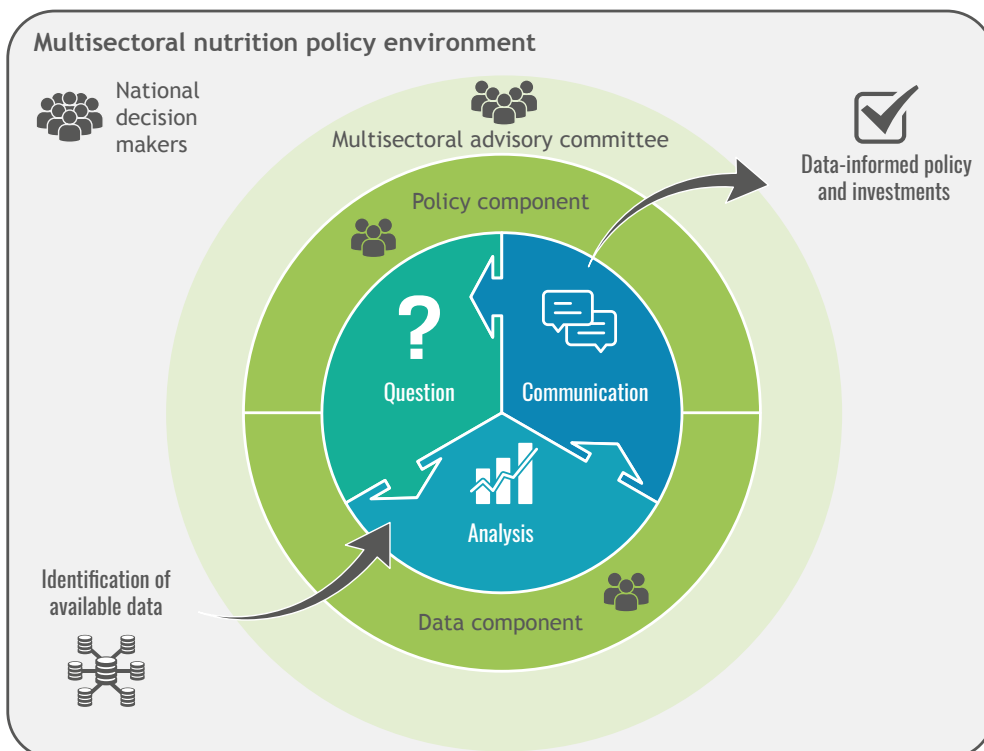 Multisectoral nutrition policy environment
National
decision
makers
Multisectoral advisory committee
Data-informed policy
and investments
Policy component
?
Question
Communication
Analysis
Identification of
available data
Data component